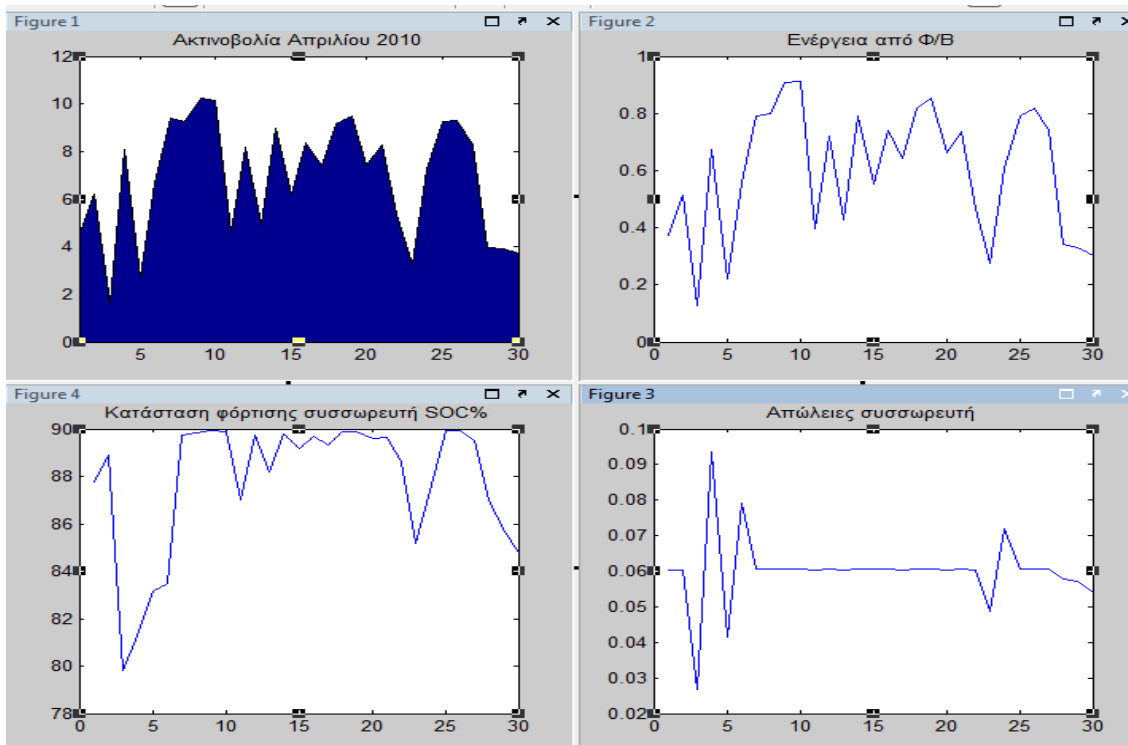 Figure 1
Ακτινοβολία Απριλίου 2010
12
10
8
6
4
2
0
5 10 15 20 25 30
Figure 2
Ενέργεια από Φ/Β
1
0.8
0.6
0.4
0.2
0
0 5 10 15 20 25 30
Figure 4
Κατάσταση φόρτισης συσσωρευτή SOC%
90
88
86
84
82
80
78
0 5 10 15 20 25 30
Figure 3
Απώλειες συσσωρευτή
0.1
0.09
0.08
0.07
0.06
0.05
0.04
0.03
0.02
0 5 10 15 20 25 30